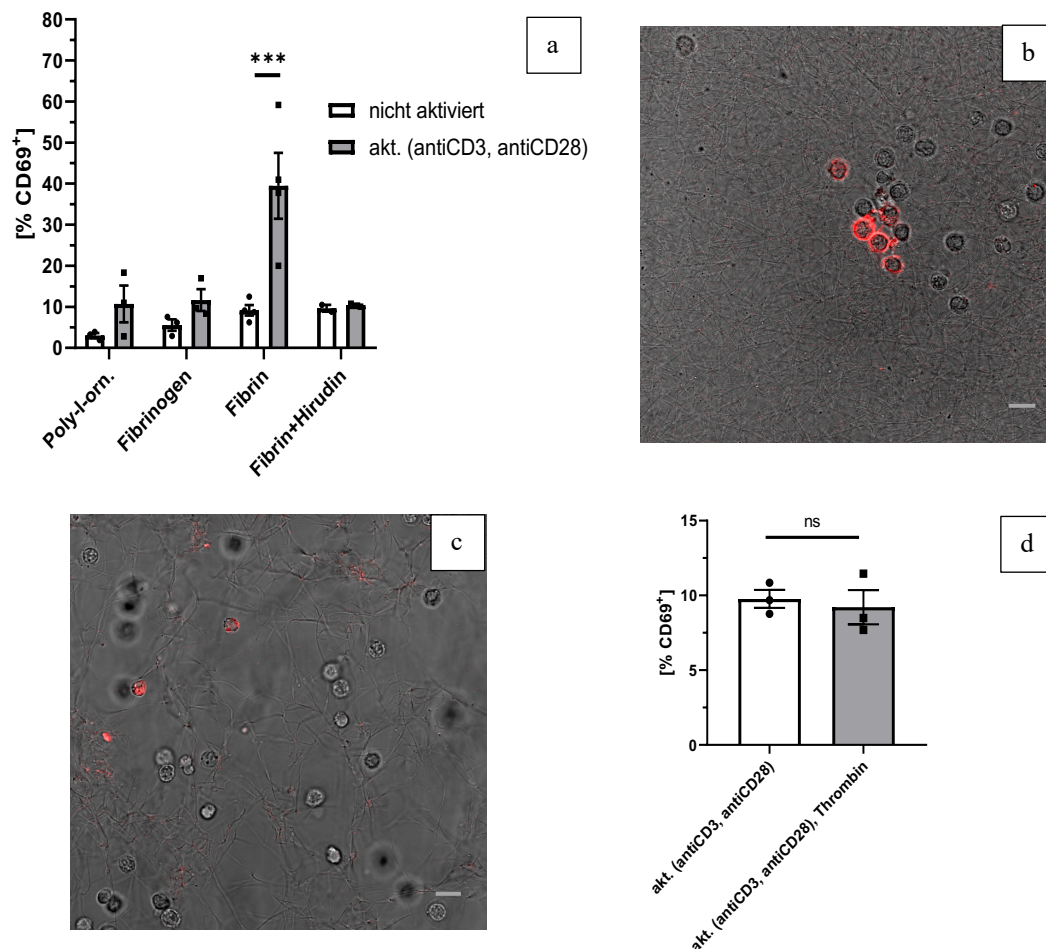 80
70
60
50
40
30
20
10
0
[% CD69⁺]
***
Poly-l-orn.
Fibrinogen
Fibrin
Fibrin+Hirudin
nicht aktiviert
akt. (antiCD3, antiCD28)
a
b
c
15
10
5
0
[% CD69⁺]
ns
akt. (antiCD3, antiCD28)
akt. (antiCD3, antiCD28), Thrombin
d